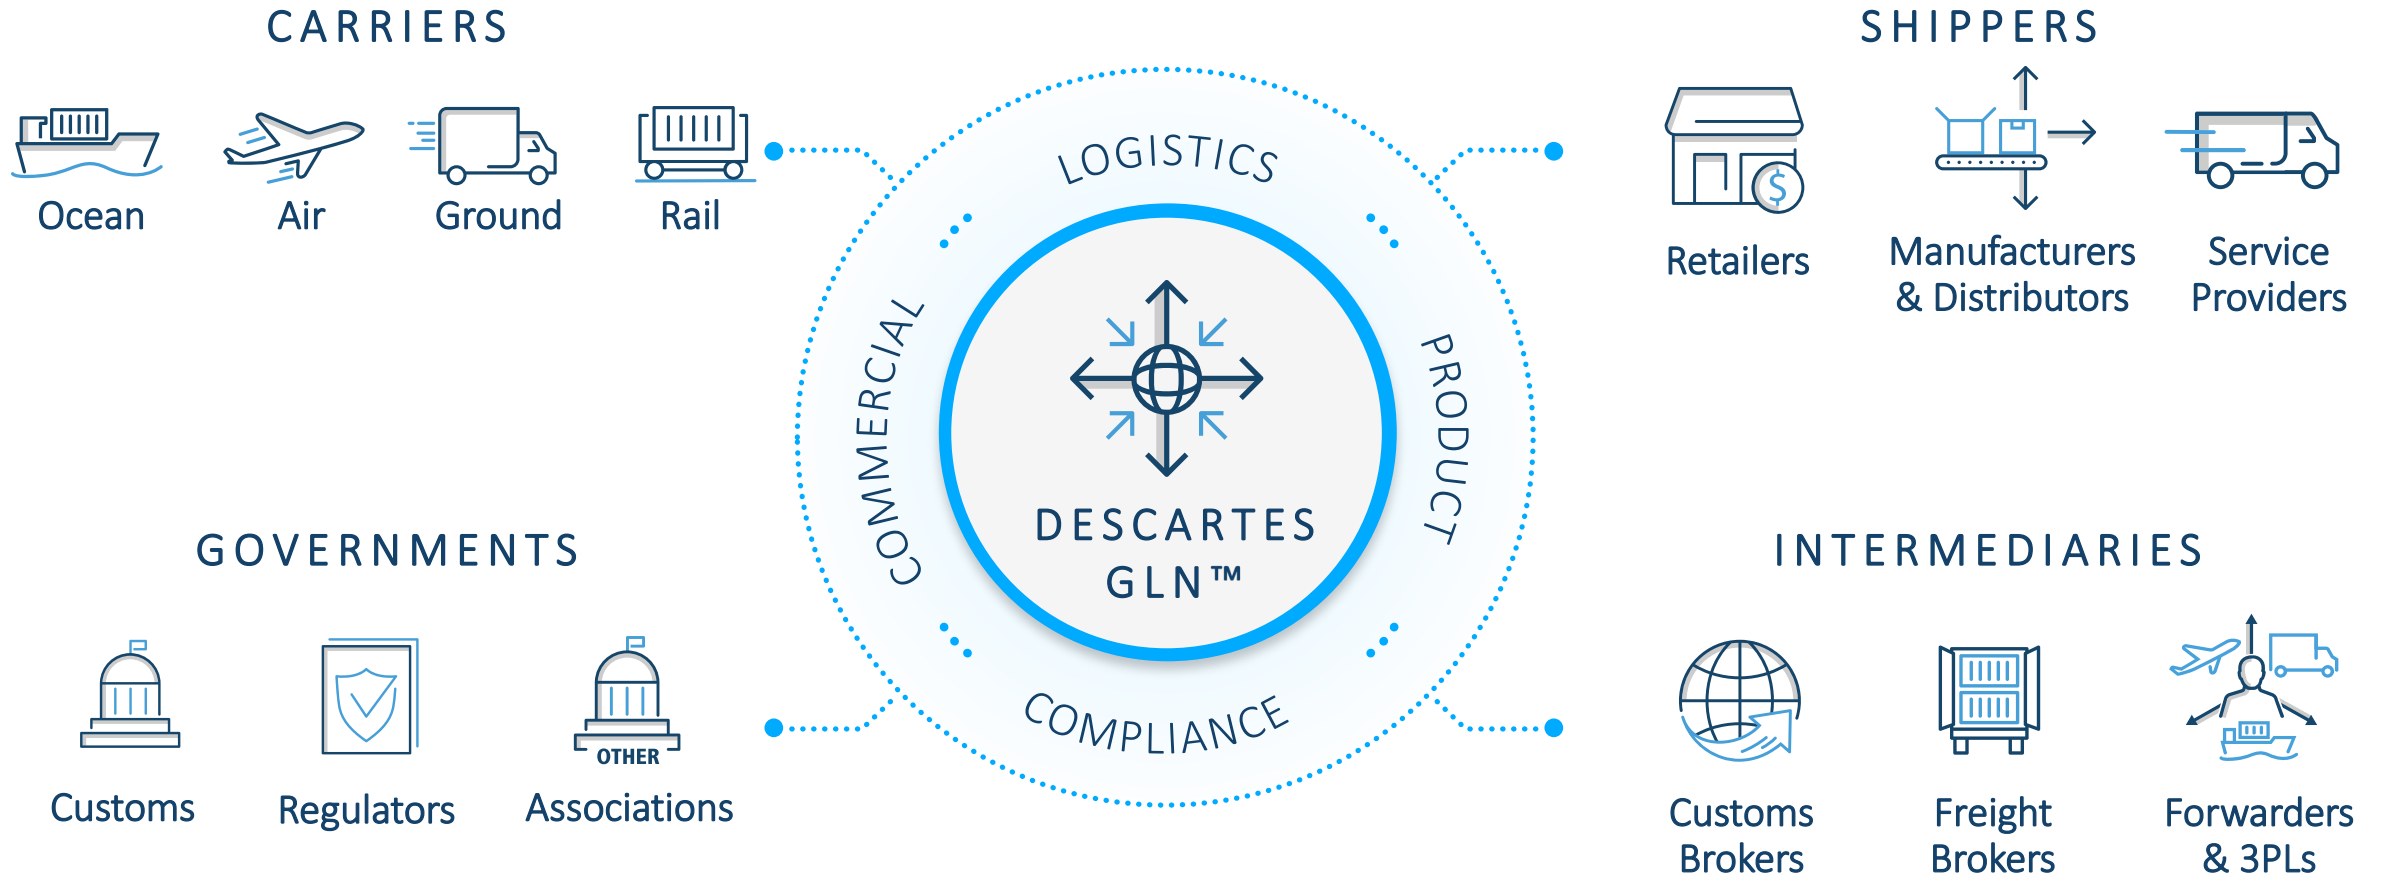 CARRIERS
Ocean
Air
Ground
Rail
SHIPPERS
Retailers
Manufacturers
& Distributors
Service
Providers
LOGISTICS
PRODUCT
COMMERCIAL
COMPLIANCE
DESCARTES
GLN™
GOVERNMENTS
Customs
Regulators
OTHER
Associations
INTERMEDIARIES
Customs
Brokers
Freight
Brokers
Forwarders
& 3PLs